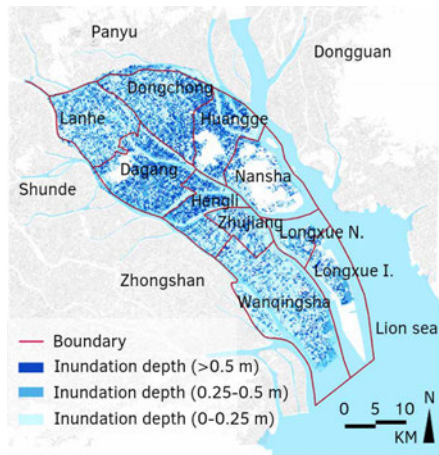 Panyu
Dongguan
Dongchong
Lanhe
Huangge
Dagang
Nansha
Shunde
Hengli
Zhujiang
Longxue N.
Zhongshan
Longxue I.
Wanqingsha
Lion sea
Boundary
Inundation depth (>0.5 m)
Inundation depth (0.25-0.5 m)
Inundation depth (0-0.25 m)
0 5 10
KM
N